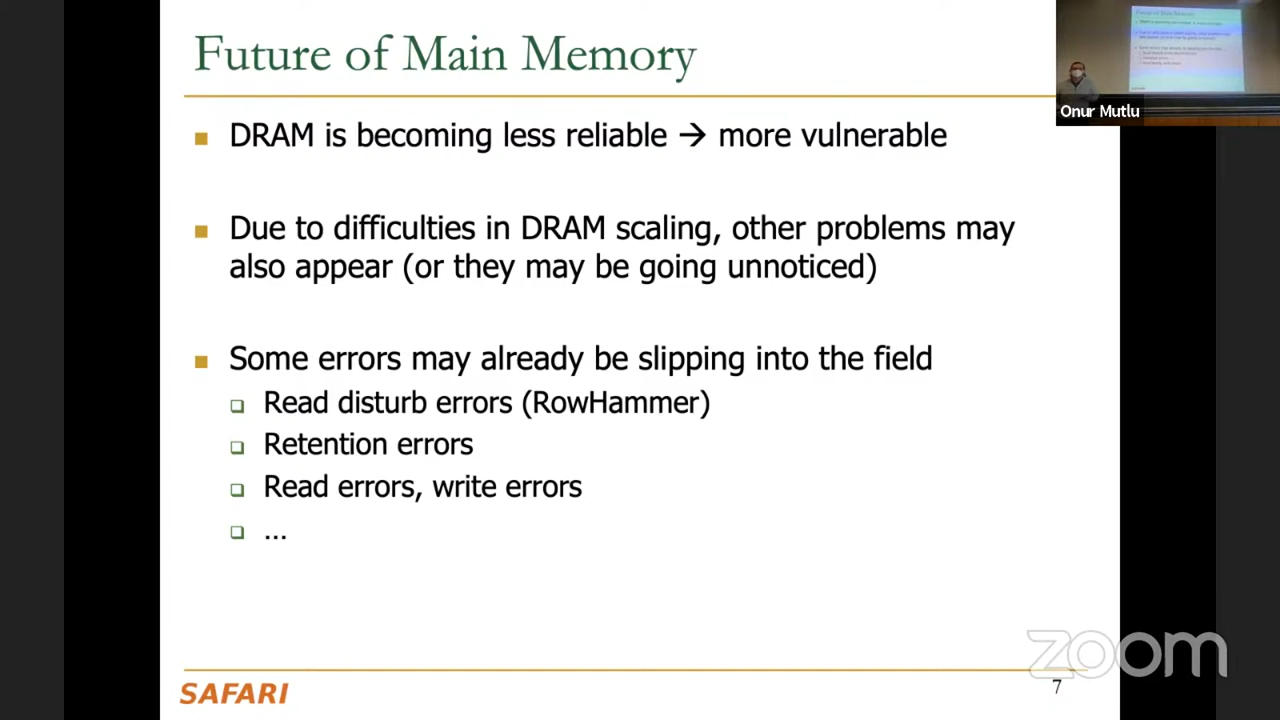 Future of Main Memory
Onur Mutlu
■ DRAM is becoming less reliable → more vulnerable
■ Due to difficulties in DRAM scaling, other problems may
also appear (or they may be going unnoticed)
■ Some errors may already be slipping into the field
❑ Read disturb errors (RowHammer)
❑ Retention errors
❑ Read errors, write errors
❑ ...
zoom
SAFARI
7